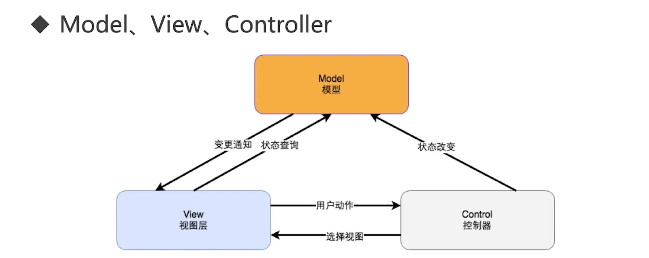 ◆ Model、View、Controller
Model
模型
变更通知
状态查询
状态改变
View
视图层
用户动作
选择视图
Control
控制器